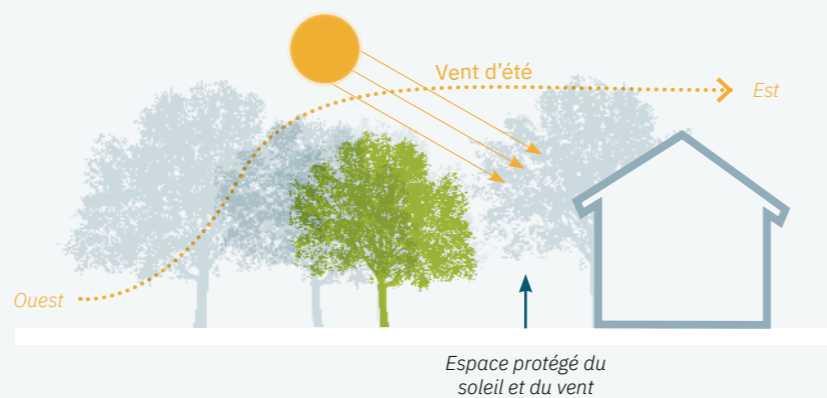 Vent d'été
Est
Ouest
Espace protégé du
soleil et du vent